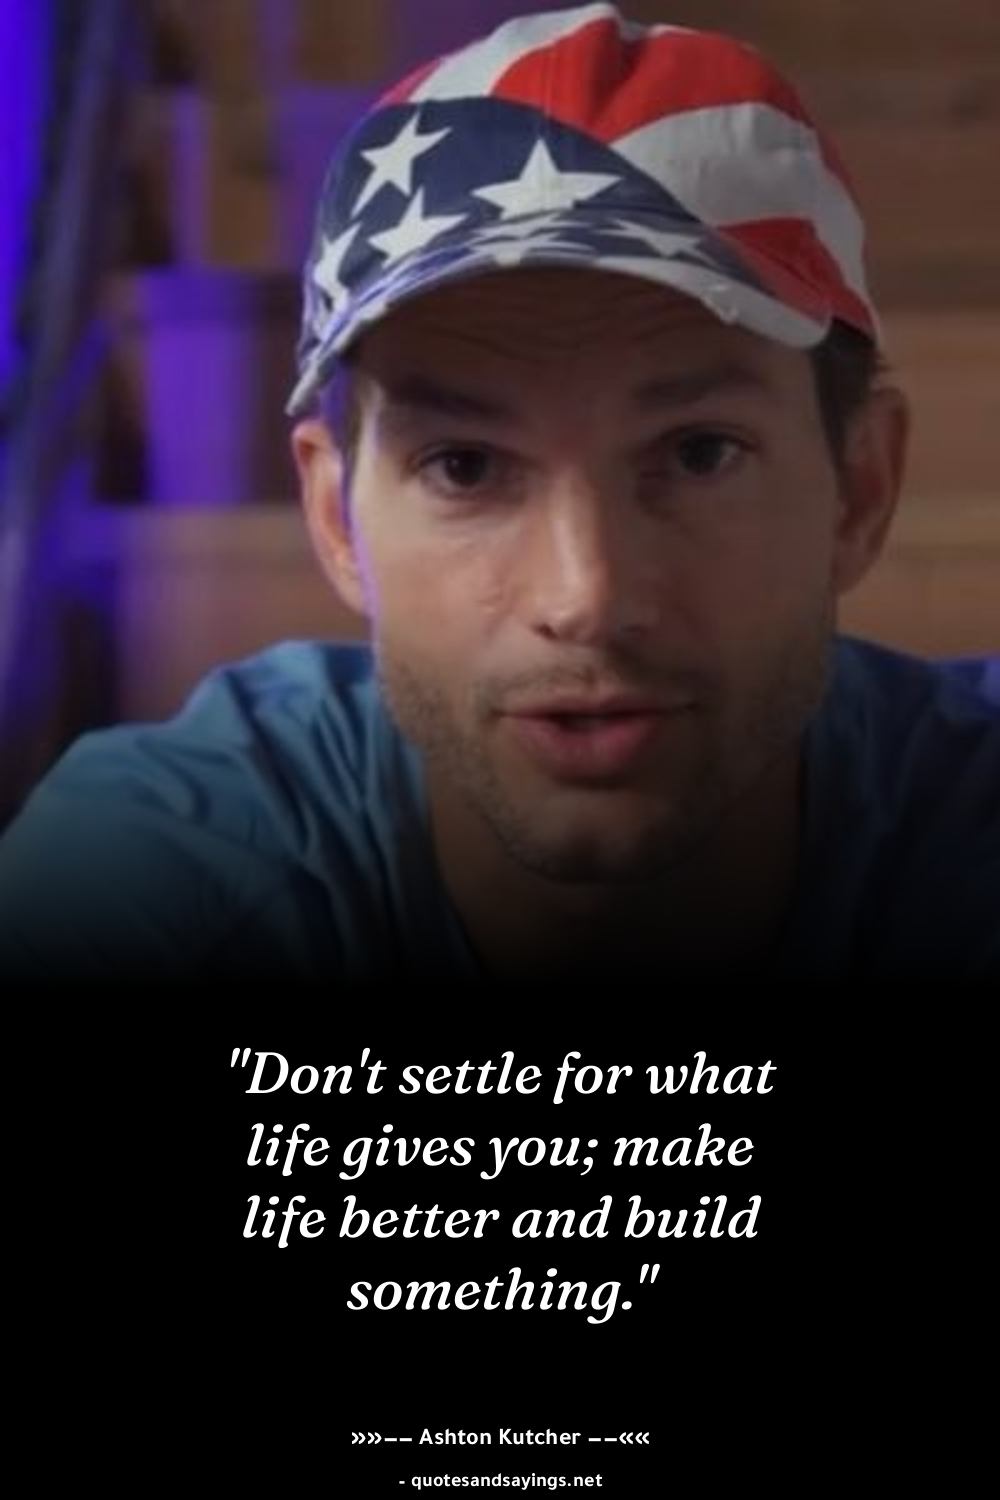 "Don't settle for what
life gives you; make
life better and build
something."
»»–– Ashton Kutcher ––««
- quotesandsayings.net